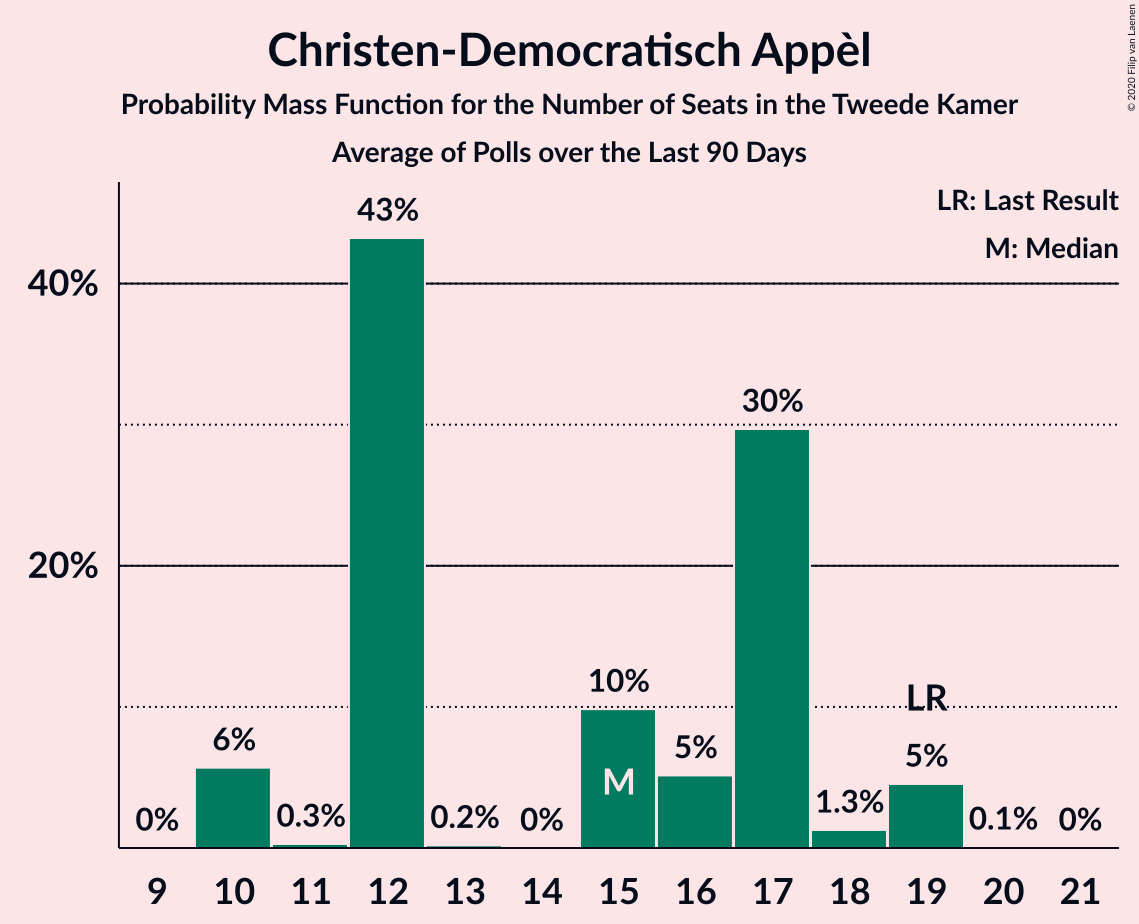 Christen-Democratisch Appèl
Probability Mass Function for the Number of Seats in the Tweede Kamer
Average of Polls over the Last 90 Days
© 2020 Filip van Laenen
LR: Last Result
M: Median
40%
20%
0%
6%
0.3%
43%
0.2%
0%
10%
5%
30%
1.3%
5%
0.1%
0%
M
LR
9 10 11 12 13 14 15 16 17 18 19 20 21